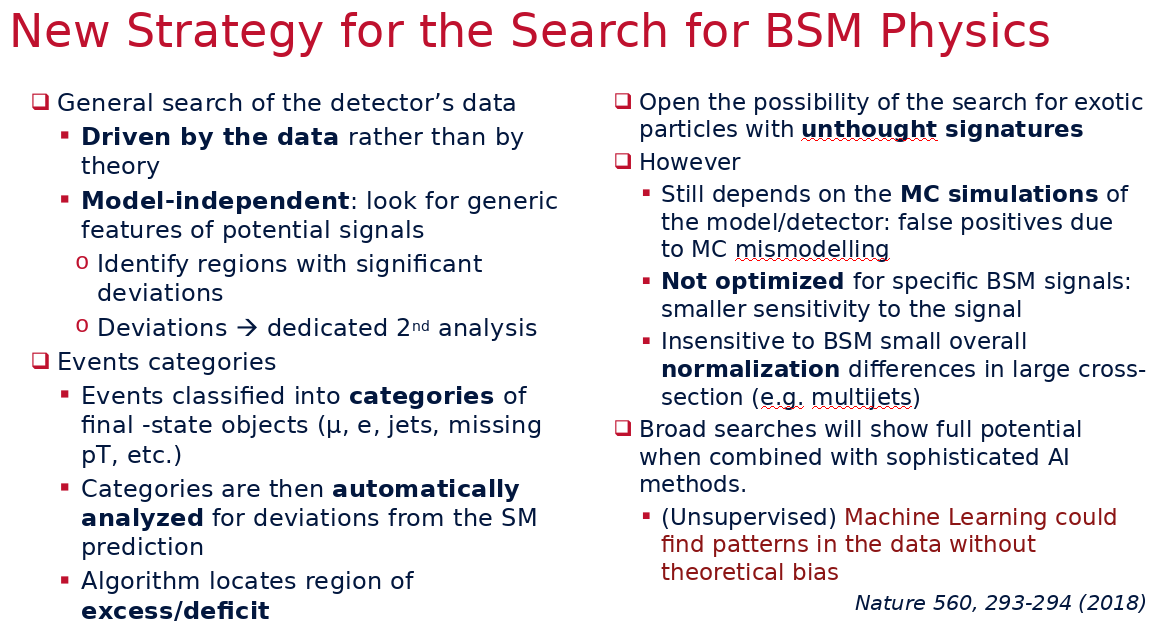 New Strategy for the Search for BSM Physics
❑ General search of the detector’s data
▪ Driven by the data rather than by
theory
▪ Model-independent: look for generic
features of potential signals
o Identify regions with significant
deviations
o Deviations → dedicated 2nd analysis
❑ Events categories
▪ Events classified into categories of
final -state objects (μ, e, jets, missing
pT, etc.)
▪ Categories are then automatically
analyzed for deviations from the SM
prediction
▪ Algorithm locates region of
excess/deficit
❑ Open the possibility of the search for exotic
particles with unthought signatures
❑ However
▪ Still depends on the MC simulations of
the model/detector: false positives due
to MC mismodelling
▪ Not optimized for specific BSM signals:
smaller sensitivity to the signal
▪ Insensitive to BSM small overall
normalization differences in large cross-
section (e.g. multijets)
❑ Broad searches will show full potential
when combined with sophisticated AI
methods.
▪ (Unsupervised) Machine Learning could
find patterns in the data without
theoretical bias
Nature 560, 293-294 (2018)